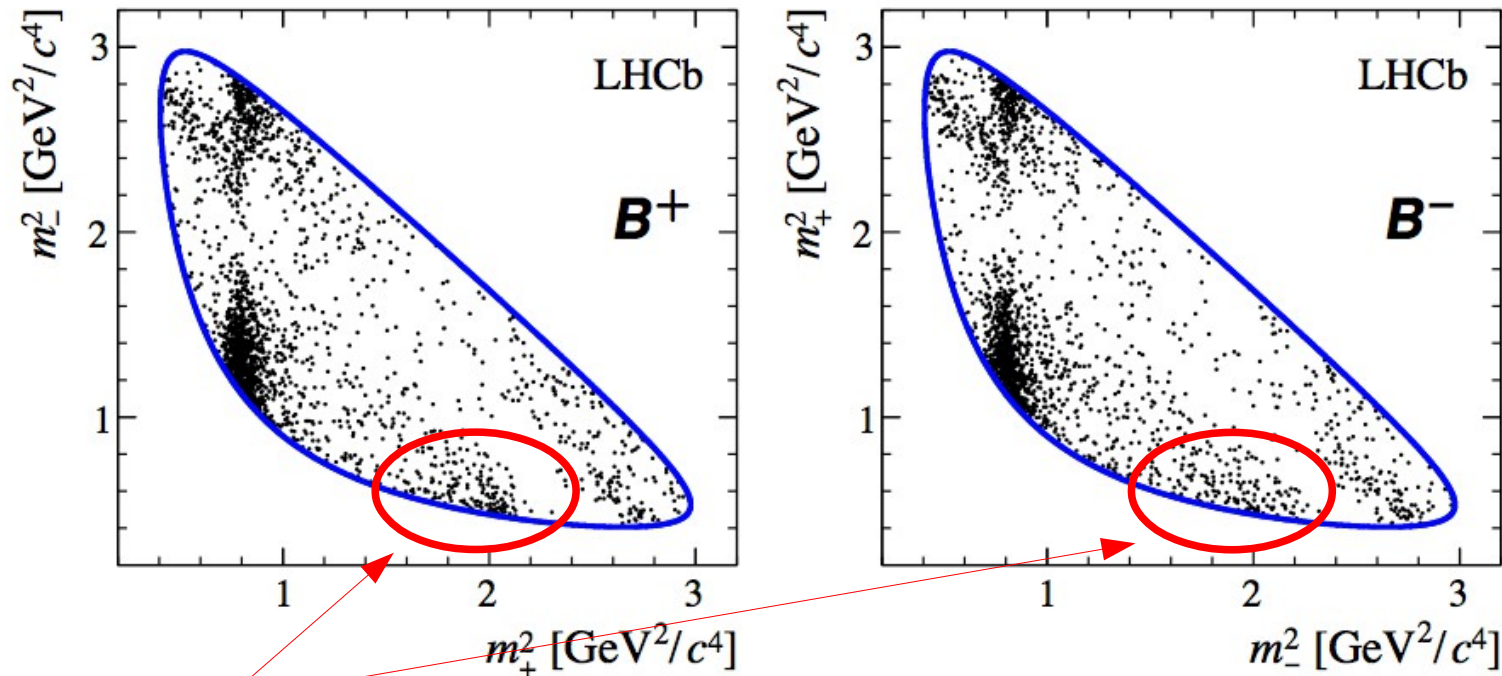 m²₋ [GeV²/c⁴]
3
2
1
LHCb
B⁺
1 2 3
m²₊ [GeV²/c⁴]
m²₊ [GeV²/c⁴]
3
2
1
LHCb
B⁻
1 2 3
m²₋ [GeV²/c⁴]